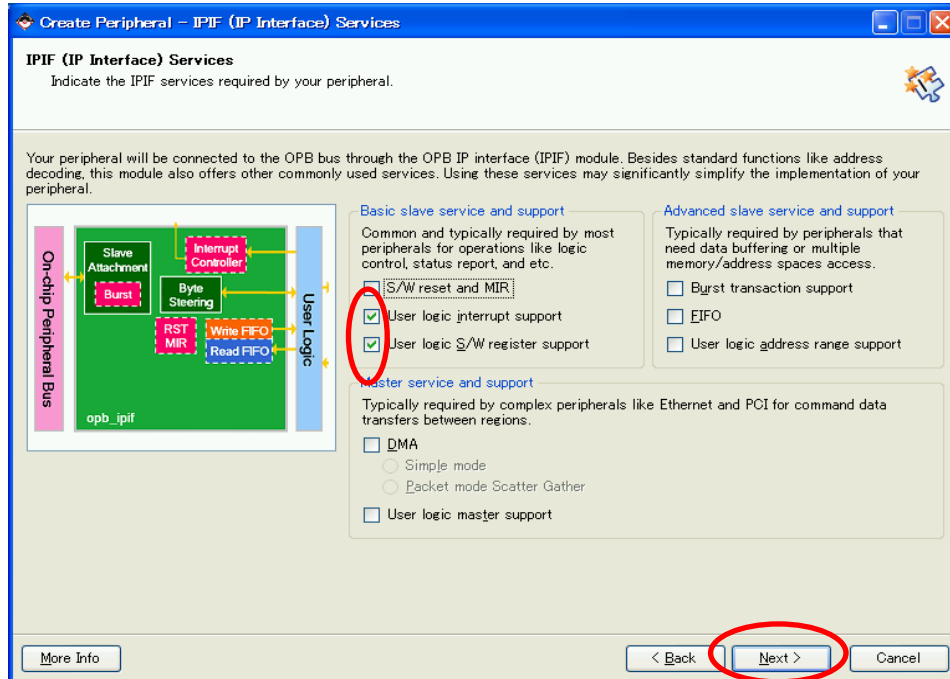 Create Peripheral - IPIF (IP Interface) Services
IPIF (IP Interface) Services
Indicate the IPIF services required by your peripheral.
Your peripheral will be connected to the OPB bus through the OPB IP interface (IPIF) module. Besides standard functions like address
decoding, this module also offers other commonly used services. Using these services may significantly simplify the implementation of your
peripheral.
On-chip Peripheral Bus
Slave
Attachment
Burst
Interrupt
Controller
Byte
Steering
RST
MIR
Write FIFO
Read FIFO
User Logic
opb_ipif
Basic slave service and support
Common and typically required by most
peripherals for operations like logic
control, status report, and etc.
S/W reset and MIR
User logic interrupt support
User logic S/W register support
Advanced slave service and support
Typically required by peripherals that
need data buffering or multiple
memory/address spaces access.
Burst transaction support
FIFO
User logic address range support
Master service and support
Typically required by complex peripherals like Ethernet and PCI for command data
transfers between regions.
DMA
Simple mode
Packet mode Scatter Gather
User logic master support
More Info
< Back
Next >
Cancel